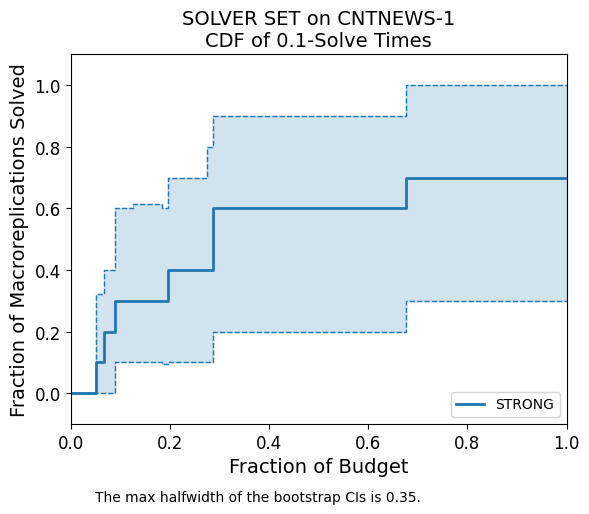 SOLVER SET on CNTNEWS-1
CDF of 0.1-Solve Times
Fraction of Macroreplications Solved
1.0
0.8
0.6
0.4
0.2
0.0
STRONG
0.0 0.2 0.4 0.6 0.8 1.0
Fraction of Budget
The max halfwidth of the bootstrap CIs is 0.35.